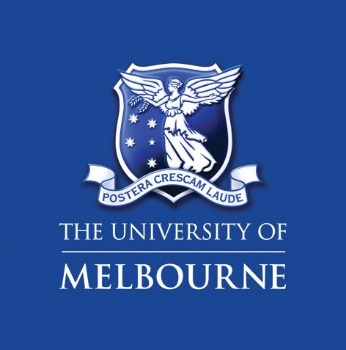 POSTERA CRESCAM LAUDE
THE UNIVERSITY OF
MELBOURNE